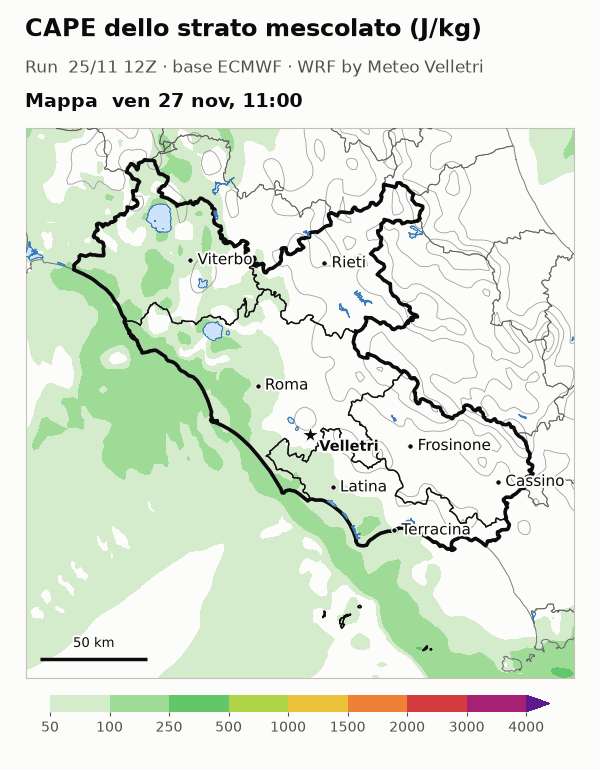 CAPE dello strato mescolato (J/kg)
Run  25/11 12Z · base ECMWF · WRF by Meteo Velletri
Mappa  ven 27 nov, 11:00
Viterbo
Rieti
Roma
Velletri
Frosinone
Latina
Cassino
Terracina
50 km
50 100 250 500 1000 1500 2000 3000 4000